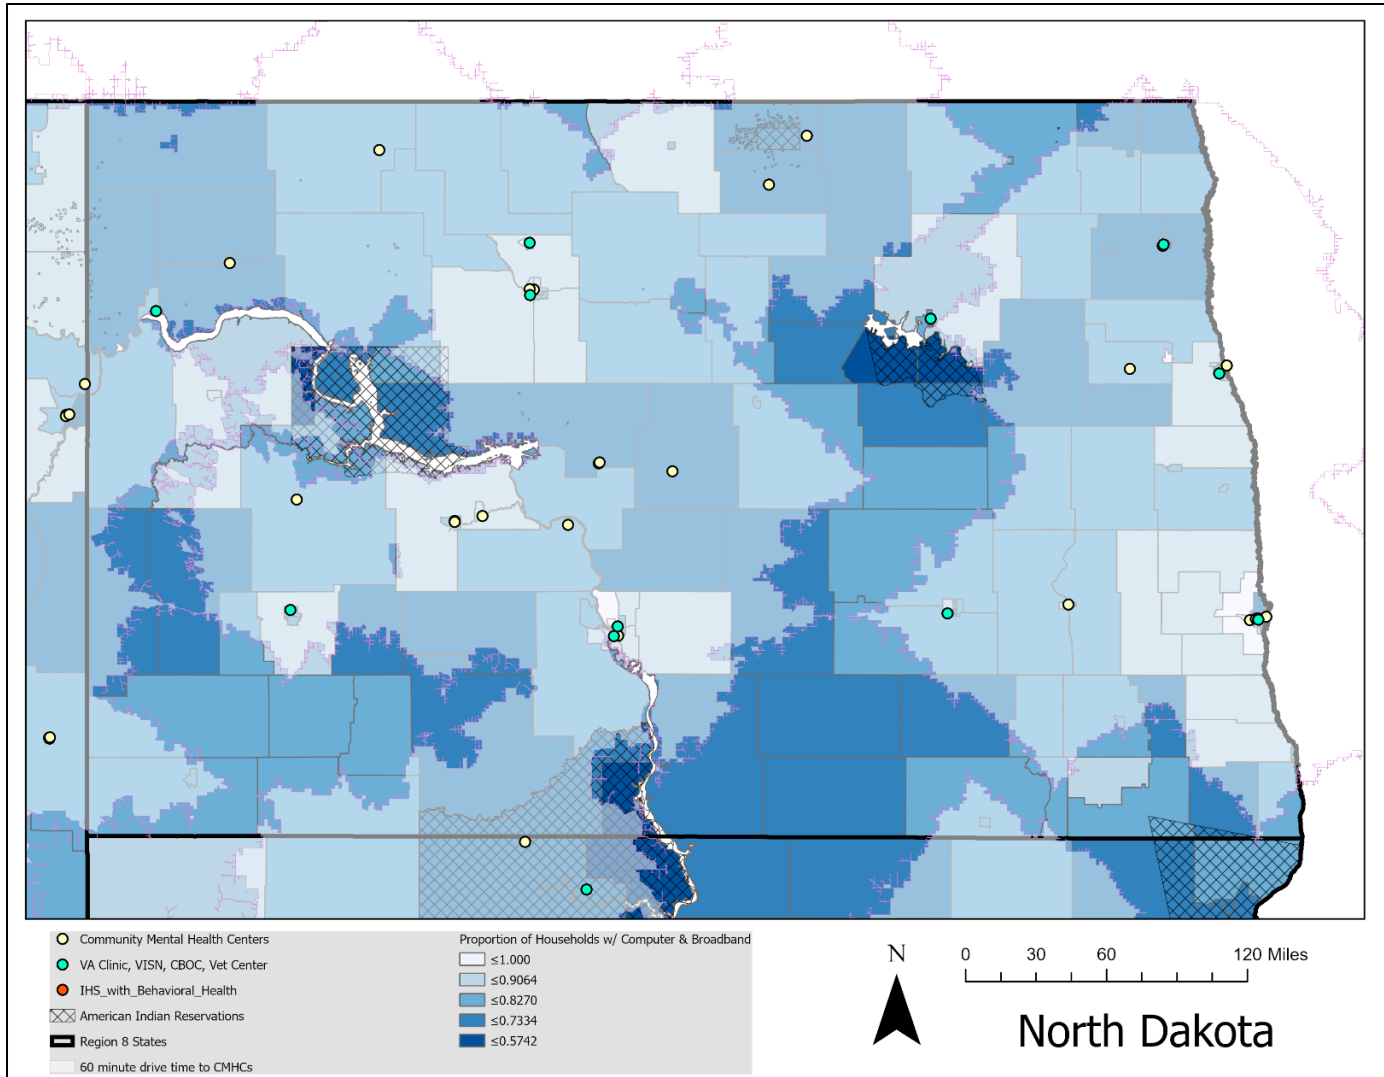 Community Mental Health Centers
VA Clinic, VISN, CBOC, Vet Center
IHS_with_Behavioral_Health
American Indian Reservations
Region 8 States
60 minute drive time to CMHCs
Proportion of Households w/ Computer & Broadband
≤1.000
≤0.9064
≤0.8270
≤0.7334
≤0.5742
N
0 30 60 120 Miles
North Dakota